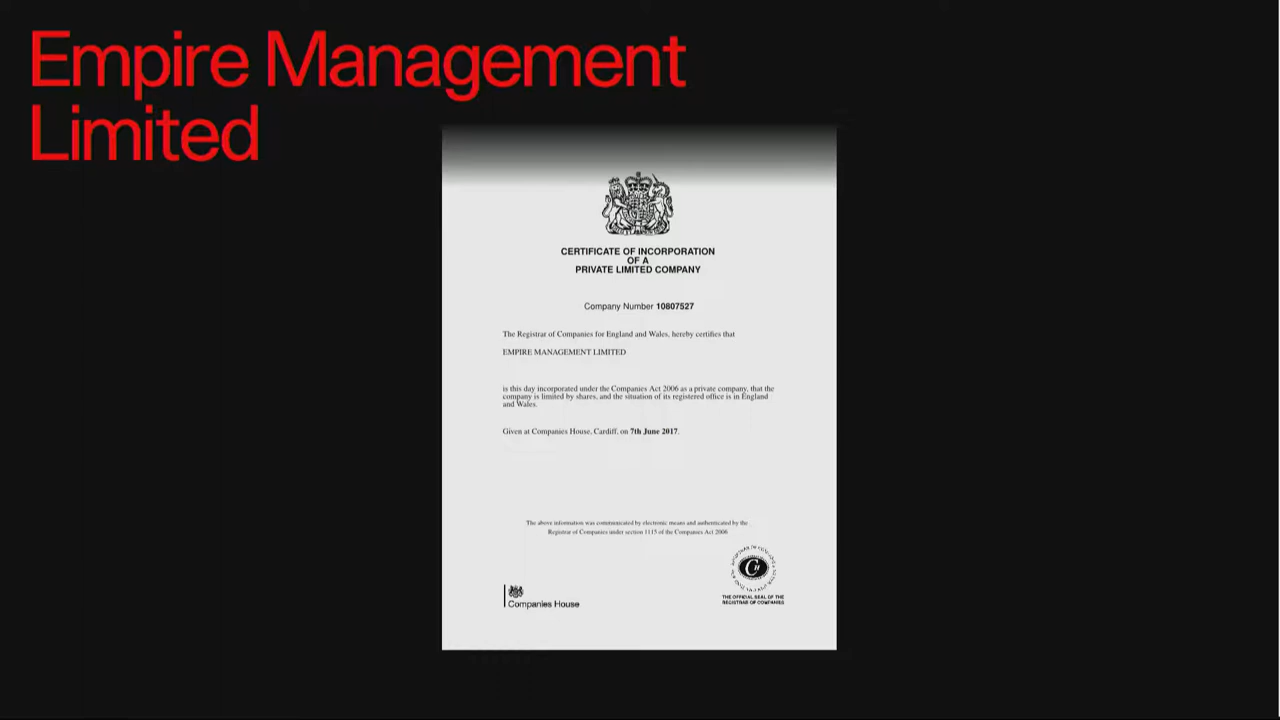 Empire Management
Limited
CERTIFICATE OF INCORPORATION
OF A
PRIVATE LIMITED COMPANY
Company Number 10807527
The Registrar of Companies for England and Wales, hereby certifies that
EMPIRE MANAGEMENT LIMITED
is this day incorporated under the Companies Act 2006 as a private company, that the
company is limited by shares, and the situation of its registered office is in England
and Wales.
Given at Companies House, Cardiff, on 7th June 2017.
The above information was communicated by electronic means and authenticated by the
Registrar of Companies under section 1115 of the Companies Act 2006
Companies House
THE OFFICIAL SEAL OF THE
REGISTRAR OF COMPANIES